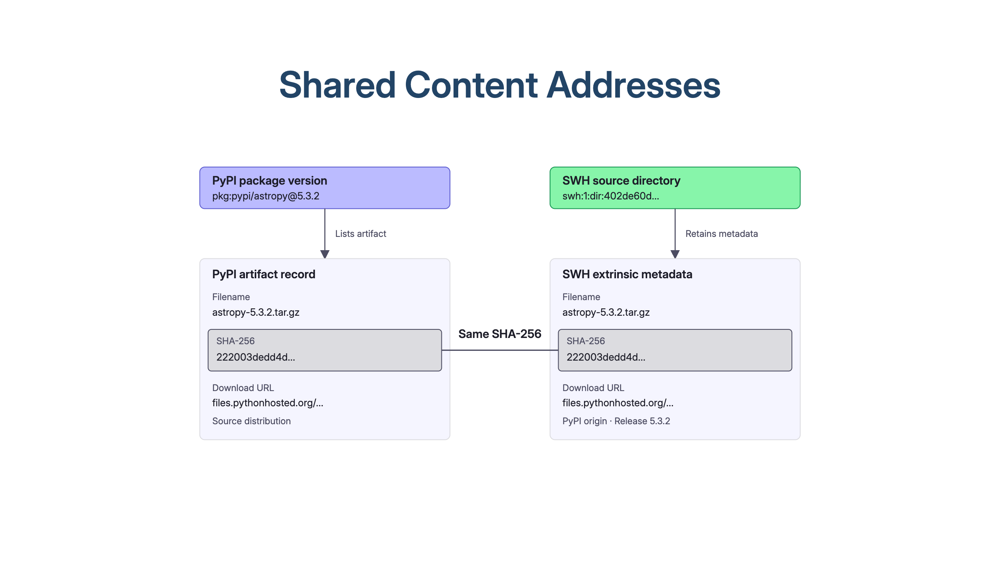 Shared Content Addresses
PyPI package version
pkg:pypi/astropy@5.3.2
SWH source directory
swh:1:dir:402de60d...
Lists artifact
Retains metadata
PyPI artifact record
Filename
astropy-5.3.2.tar.gz
SHA-256
222003dedd4d...
Download URL
files.pythonhosted.org/...
Source distribution
Same SHA-256
SWH extrinsic metadata
Filename
astropy-5.3.2.tar.gz
SHA-256
222003dedd4d...
Download URL
files.pythonhosted.org/...
PyPI origin · Release 5.3.2